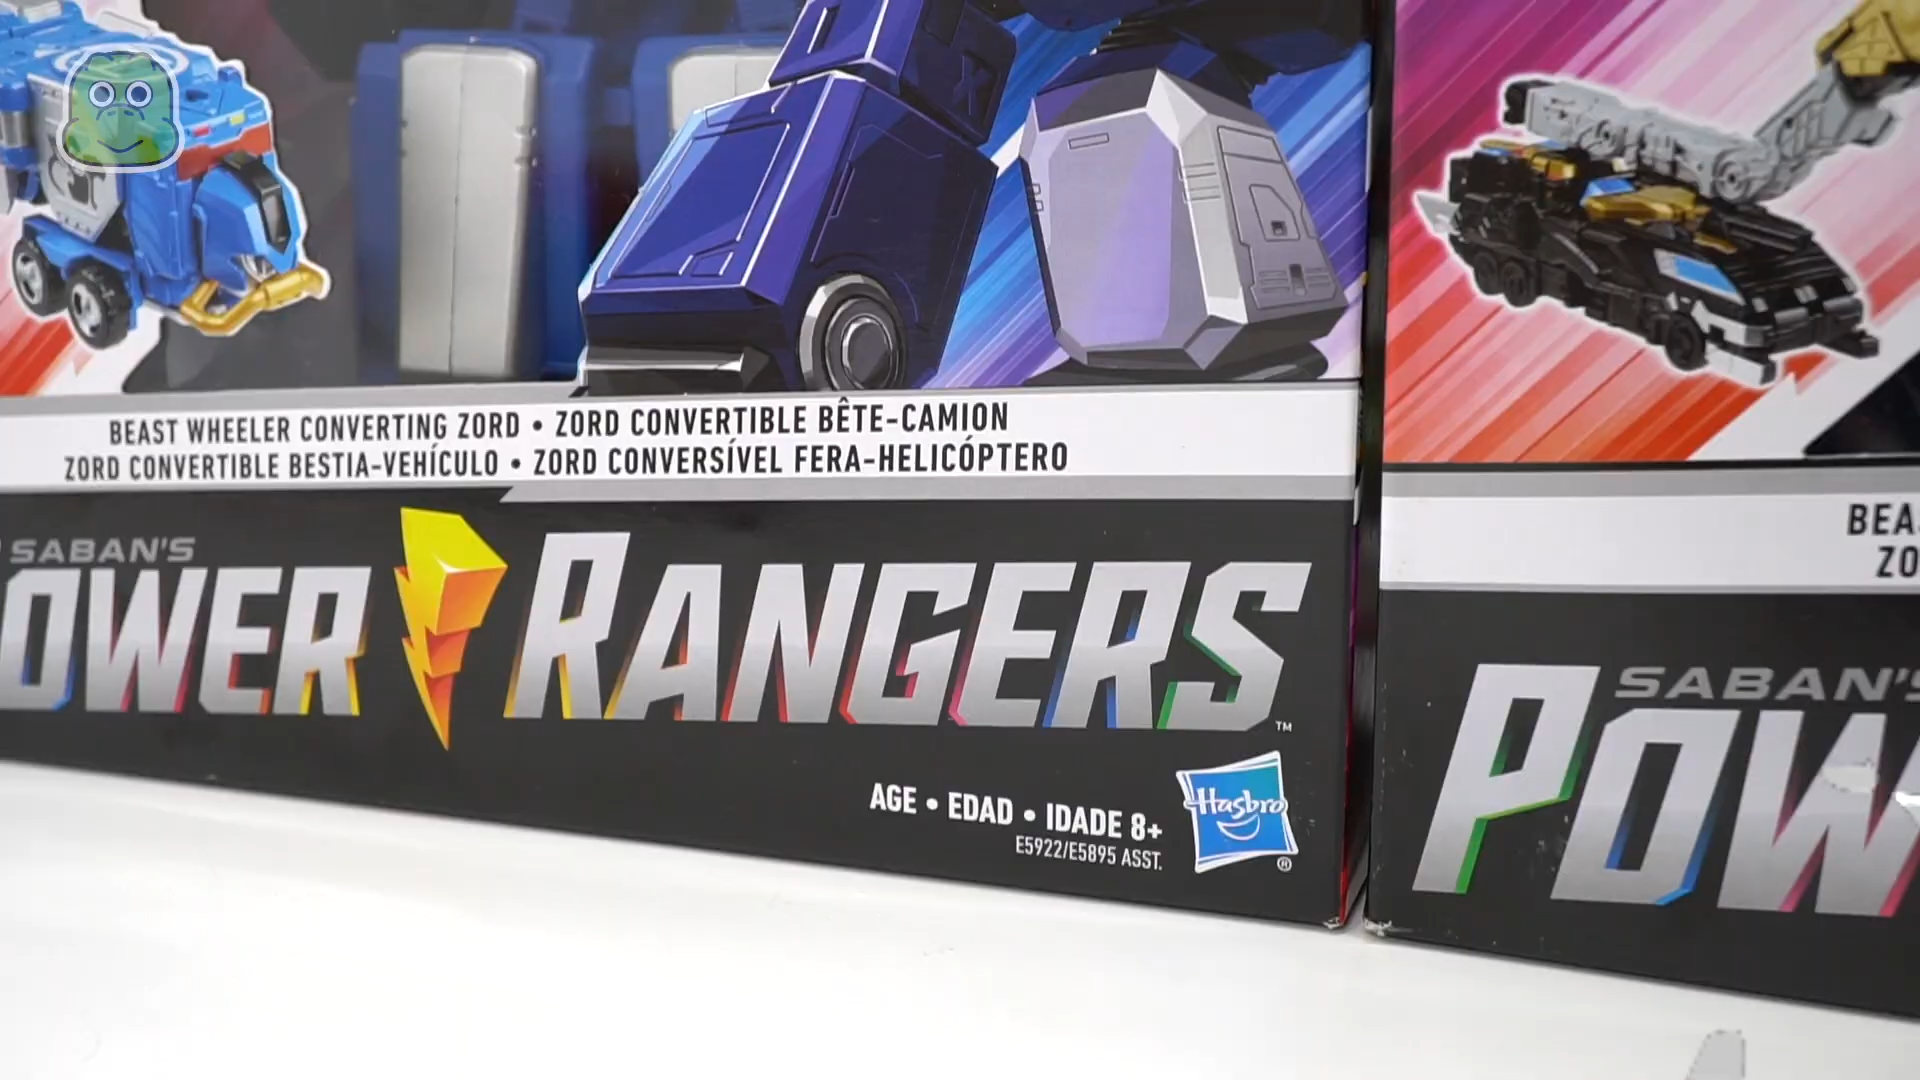 BEAST WHEELER CONVERTING ZORD • ZORD CONVERTIBLE BÊTE-CAMION
ZORD CONVERTIBLE BESTIA-VEHÍCULO • ZORD CONVERSÍVEL FERA-HELICÓPTERO
SABAN'S
OWER RANGERS
™
AGE • EDAD • IDADE 8+
E5922/E5895 ASST.
Hasbro
®
BEA
ZO
SABAN'S
POW
X